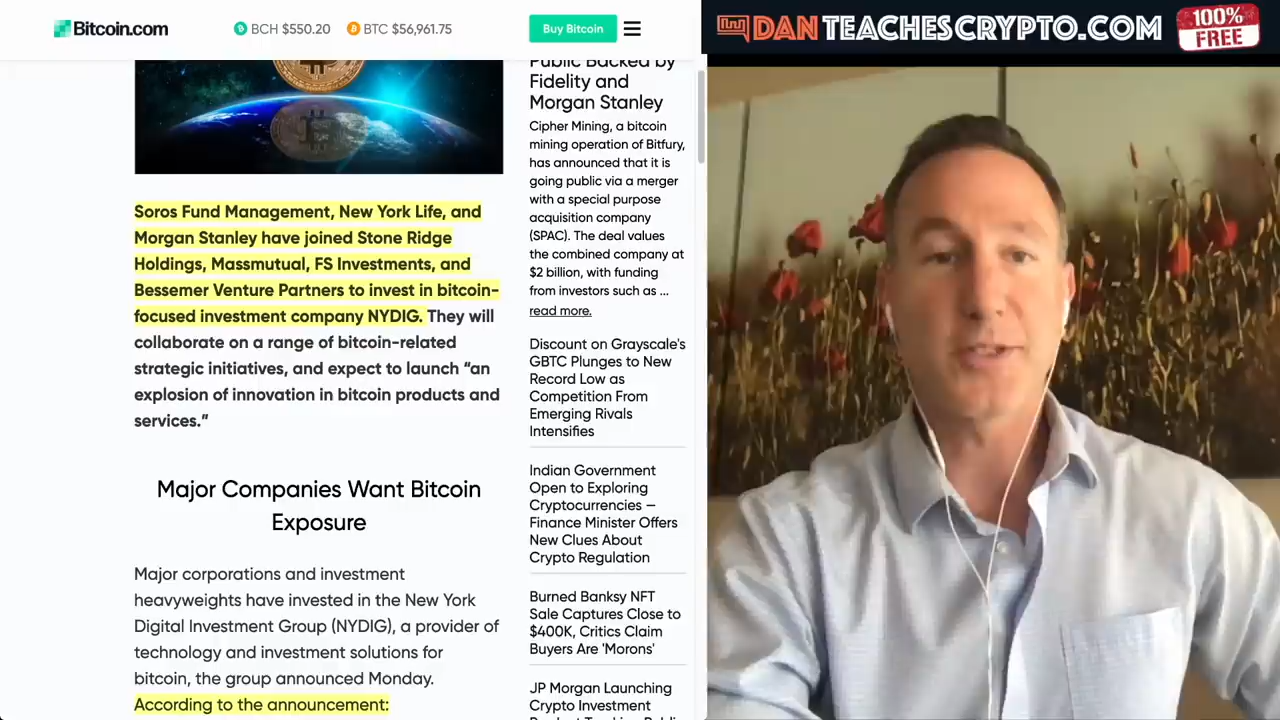 Bitcoin.com
BCH $550.20
BTC $56,961.75
Buy Bitcoin
DANTEACHESCRYPTO.COM
100%
FREE
Soros Fund Management, New York Life, and
Morgan Stanley have joined Stone Ridge
Holdings, Massmutual, FS Investments, and
Bessemer Venture Partners to invest in bitcoin-
focused investment company NYDIG. They will
collaborate on a range of bitcoin-related
strategic initiatives, and expect to launch “an
explosion of innovation in bitcoin products and
services.”
Major Companies Want Bitcoin
Exposure
Major corporations and investment
heavyweights have invested in the New York
Digital Investment Group (NYDIG), a provider of
technology and investment solutions for
bitcoin, the group announced Monday.
According to the announcement:
Public Backed by
Fidelity and
Morgan Stanley
Cipher Mining, a bitcoin
mining operation of Bitfury,
has announced that it is
going public via a merger
with a special purpose
acquisition company
(SPAC). The deal values
the combined company at
$2 billion, with funding
from investors such as ...
read more.
Discount on Grayscale's
GBTC Plunges to New
Record Low as
Competition From
Emerging Rivals
Intensifies
Indian Government
Open to Exploring
Cryptocurrencies —
Finance Minister Offers
New Clues About
Crypto Regulation
Burned Banksy NFT
Sale Captures Close to
$400K, Critics Claim
Buyers Are 'Morons'
JP Morgan Launching
Crypto Investment
Product Tracking Public